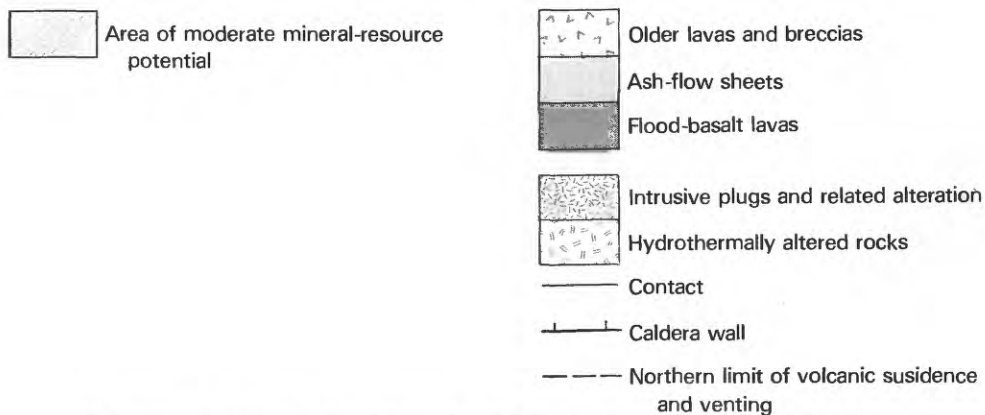 Area of moderate mineral-resource
potential
Older lavas and breccias
Ash-flow sheets
Flood-basalt lavas
Intrusive plugs and related alteration
Hydrothermally altered rocks
Contact
Caldera wall
Northern limit of volcanic susidence
and venting